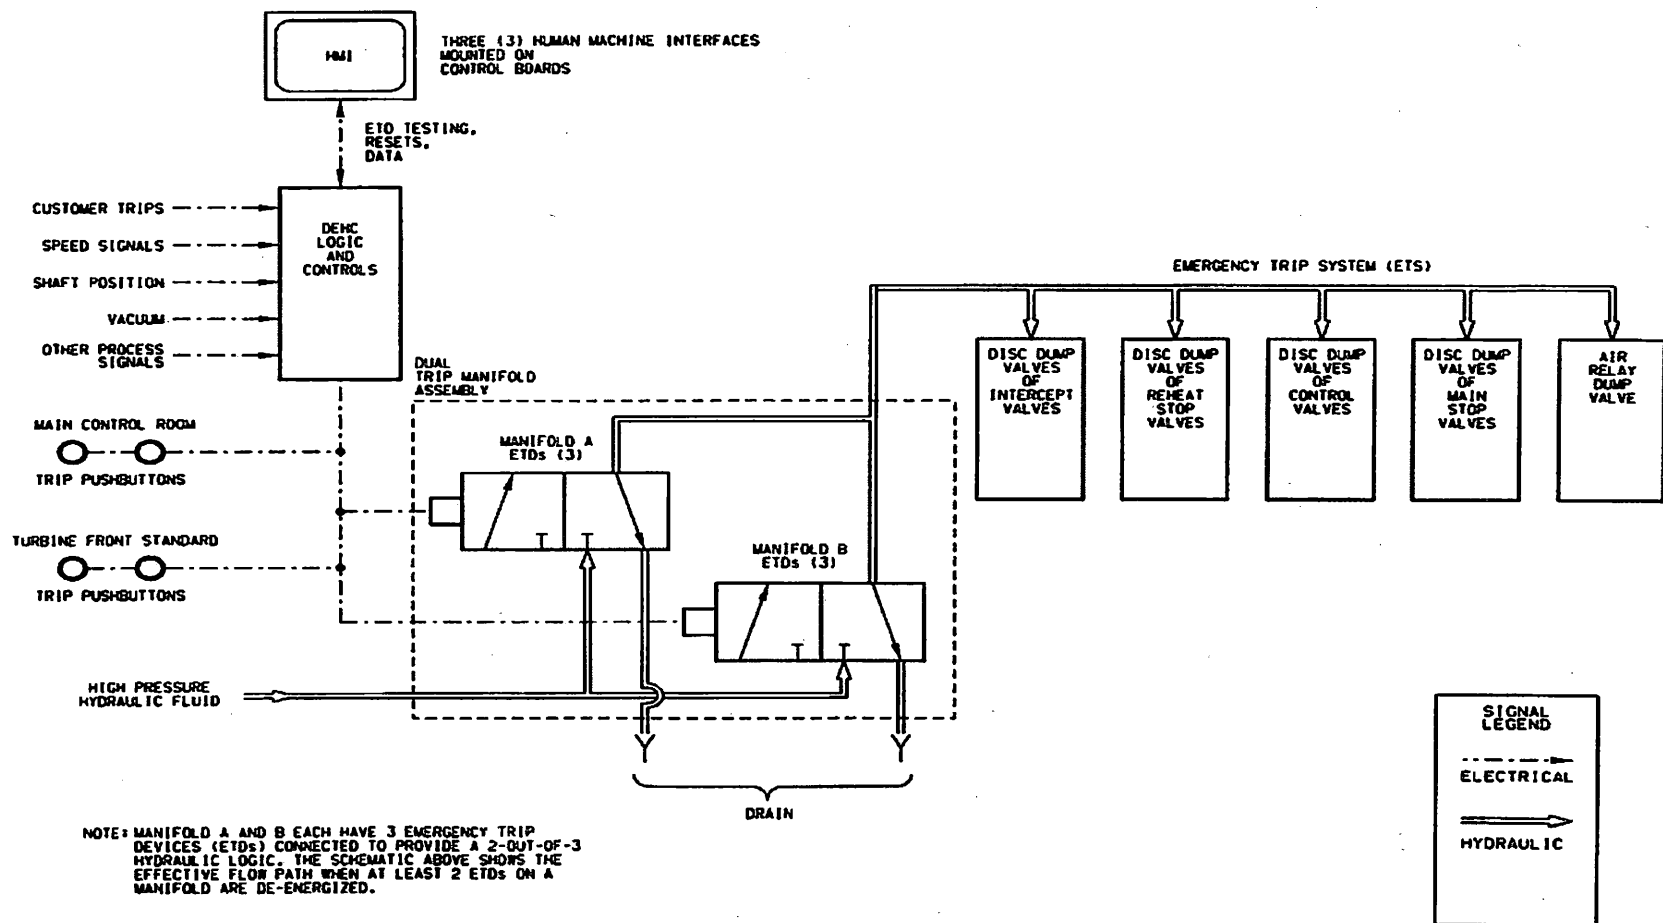 HMI
THREE (3) HUMAN MACHINE INTERFACES
MOUNTED ON
CONTROL BOARDS
ETD TESTING,
RESETS,
DATA
CUSTOMER TRIPS
SPEED SIGNALS
SHAFT POSITION
VACUUM
OTHER PROCESS
SIGNALS
DEHC
LOGIC
AND
CONTROLS
EMERGENCY TRIP SYSTEM (ETS)
DISC DUMP
VALVES
OF
INTERCEPT
VALVES
DISC DUMP
VALVES
OF
REHEAT
STOP
VALVES
DISC DUMP
VALVES
OF
CONTROL
VALVES
DISC DUMP
VALVES
OF
MAIN
STOP
VALVES
AIR
RELAY
DUMP
VALVE
DUAL
TRIP MANIFOLD
ASSEMBLY
MAIN CONTROL ROOM
TRIP PUSHBUTTONS
MANIFOLD A
ETDs (3)
TURBINE FRONT STANDARD
TRIP PUSHBUTTONS
MANIFOLD B
ETDs (3)
HIGH PRESSURE
HYDRAULIC FLUID
DRAIN
SIGNAL
LEGEND
ELECTRICAL
HYDRAULIC
NOTE: MANIFOLD A AND B EACH HAVE 3 EMERGENCY TRIP
DEVICES (ETDs) CONNECTED TO PROVIDE A 2-OUT-OF-3
HYDRAULIC LOGIC. THE SCHEMATIC ABOVE SHOWS THE
EFFECTIVE FLOW PATH WHEN AT LEAST 2 ETDs ON A
MANIFOLD ARE DE-ENERGIZED.